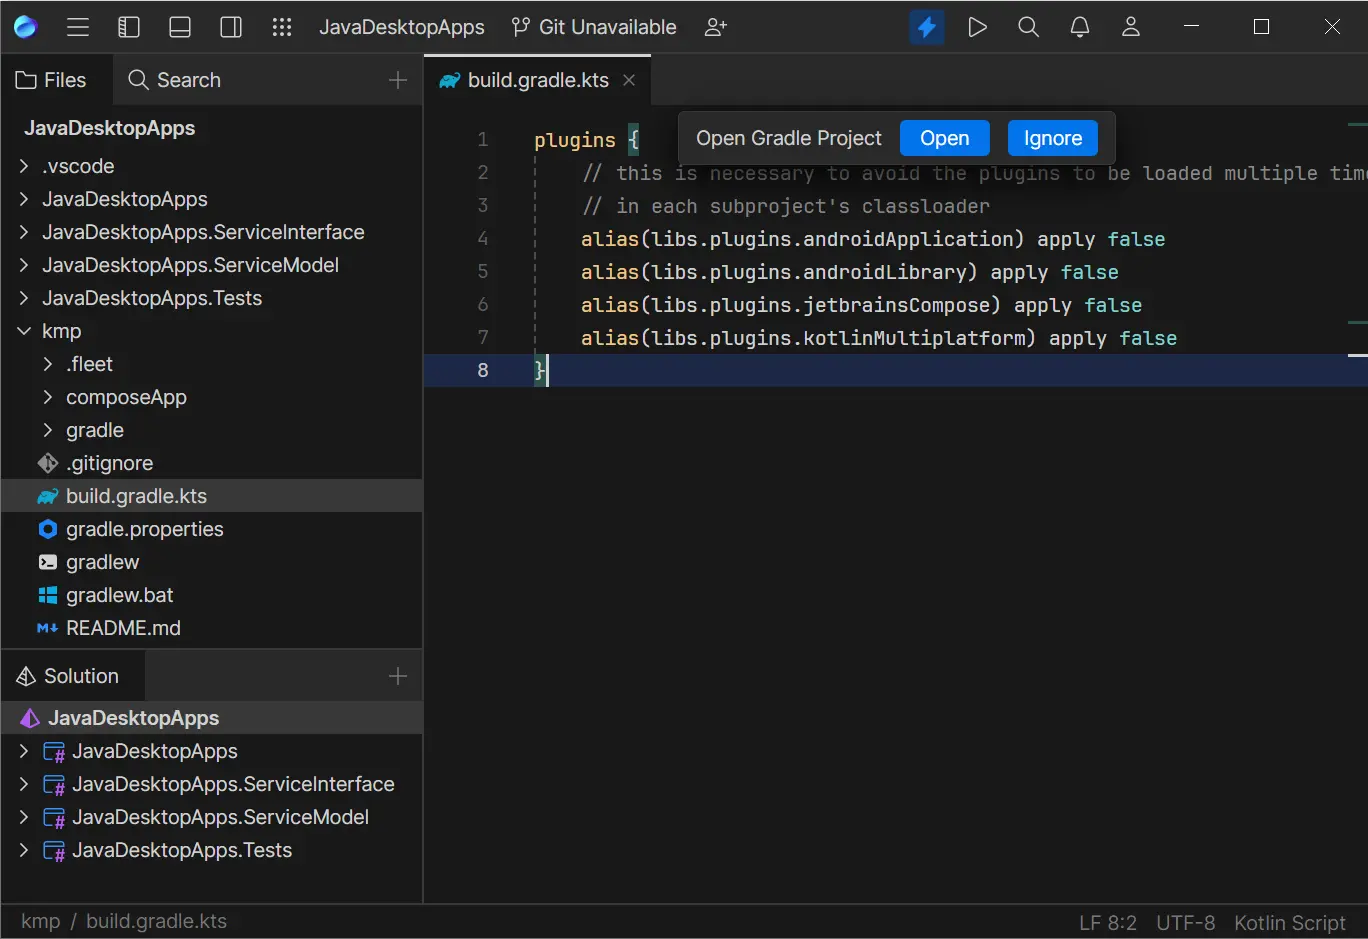 JavaDesktopApps Git Unavailable
Files Search
build.gradle.kts
JavaDesktopApps
.vscode
JavaDesktopApps
JavaDesktopApps.ServiceInterface
JavaDesktopApps.ServiceModel
JavaDesktopApps.Tests
kmp
.fleet
composeApp
gradle
.gitignore
build.gradle.kts
gradle.properties
gradlew
gradlew.bat
README.md
Solution
JavaDesktopApps
JavaDesktopApps
JavaDesktopApps.ServiceInterface
JavaDesktopApps.ServiceModel
JavaDesktopApps.Tests
Open Gradle Project Open Ignore
1 plugins {
2 // this is necessary to avoid the plugins to be loaded multiple
3 // in each subproject's classloader
4 alias(libs.plugins.androidApplication) apply false
5 alias(libs.plugins.androidLibrary) apply false
6 alias(libs.plugins.jetbrainsCompose) apply false
7 alias(libs.plugins.kotlinMultiplatform) apply false
8 }
kmp / build.gradle.kts
LF 8:2 UTF-8 Kotlin Script